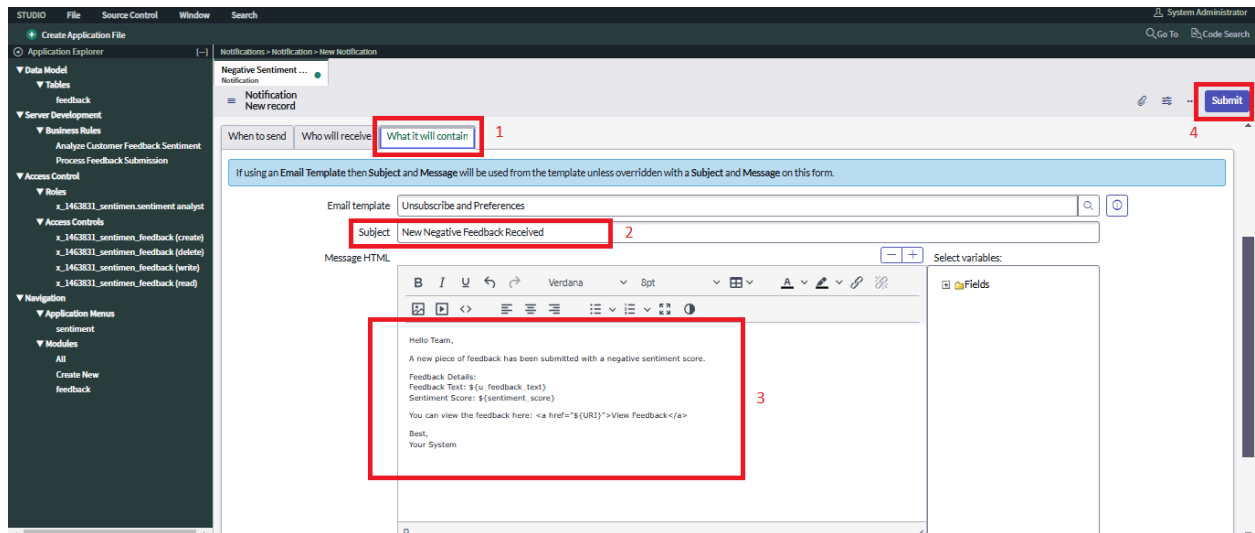 STUDIO File Source Control Window Search System Administrator
Create Application File Go To Code Search
Application Explorer [—] Notifications > Notification > New Notification
Data Model
Tables
feedback
Server Development
Business Rules
Analyze Customer Feedback Sentiment
Process Feedback Submission
Access Control
Roles
x_1463831_sentimen.sentiment analyst
Access Controls
x_1463831_sentimen_feedback (create)
x_1463831_sentimen_feedback (delete)
x_1463831_sentimen_feedback (write)
x_1463831_sentimen_feedback (read)
Navigation
Application Menus
sentiment
Modules
All
Create New
feedback
Negative Sentiment ...
Notification
Notification
New record
Submit
4
When to send Who will receive What it will contain 1
If using an Email Template then Subject and Message will be used from the template unless overridden with a Subject and Message on this form.
Email template Unsubscribe and Preferences
Subject New Negative Feedback Received 2
Message HTML Select variables:
B I U Verdana 8pt A
Fields
Hello Team,
A new piece of feedback has been submitted with a negative sentiment score.
Feedback Details:
Feedback Text: ${u_feedback_text}
Sentiment Score: ${sentiment_score}
3
You can view the feedback here: <a href="${URI}">View Feedback</a>
Best,
Your System